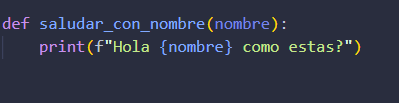 def saludar_con_nombre(nombre):
    print(f"Hola {nombre} como estas?")